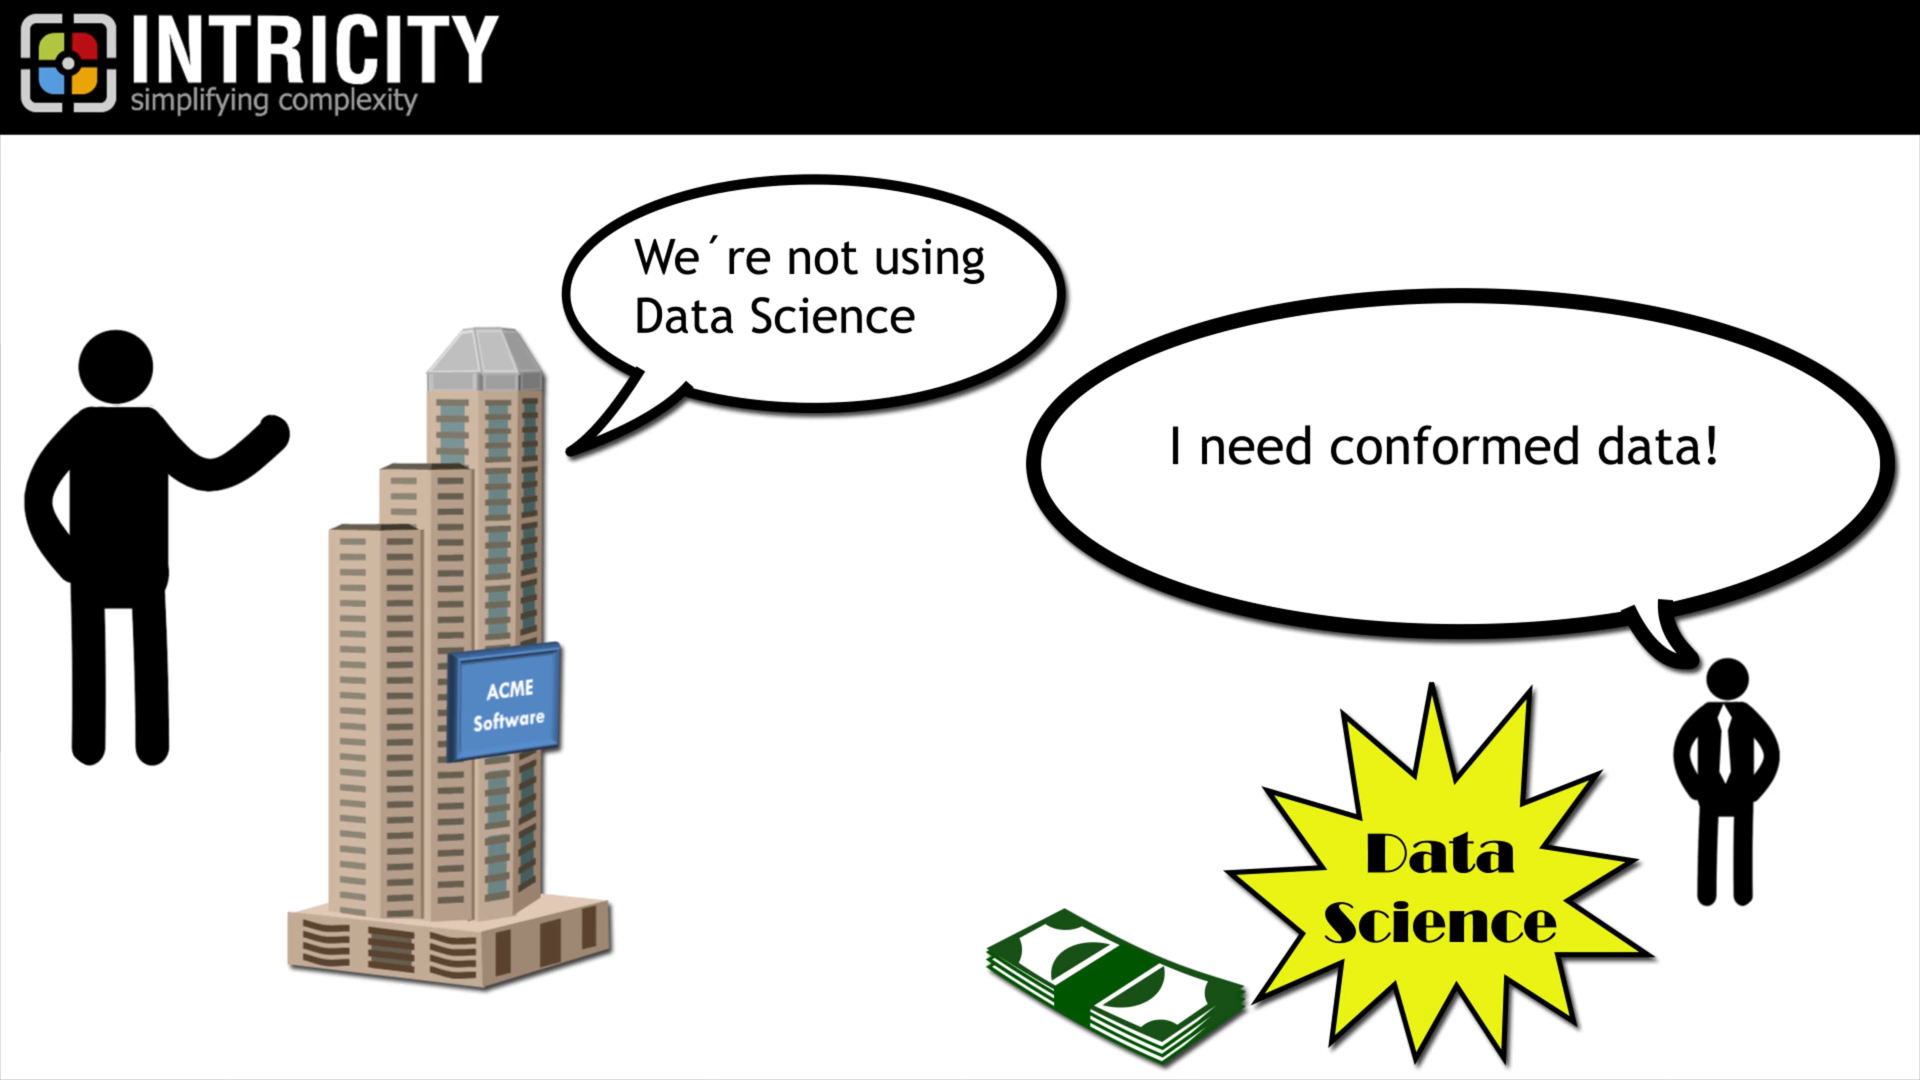 INTRICITY
simplifying complexity
We´re not using
Data Science
I need conformed data!
ACME
Software
Data
Science